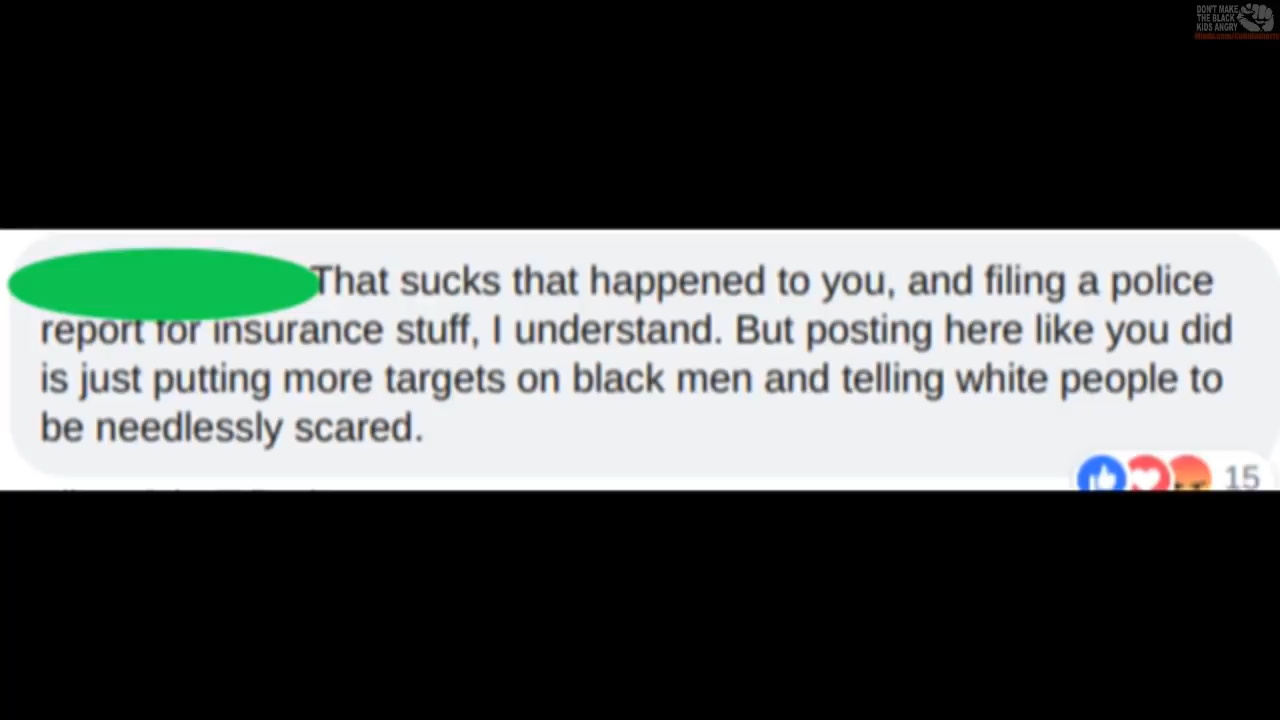 DON'T MAKE
THE BLACK
KIDS ANGRY
That sucks that happened to you, and filing a police
report for insurance stuff, I understand. But posting here like you did
is just putting more targets on black men and telling white people to
be needlessly scared.
15